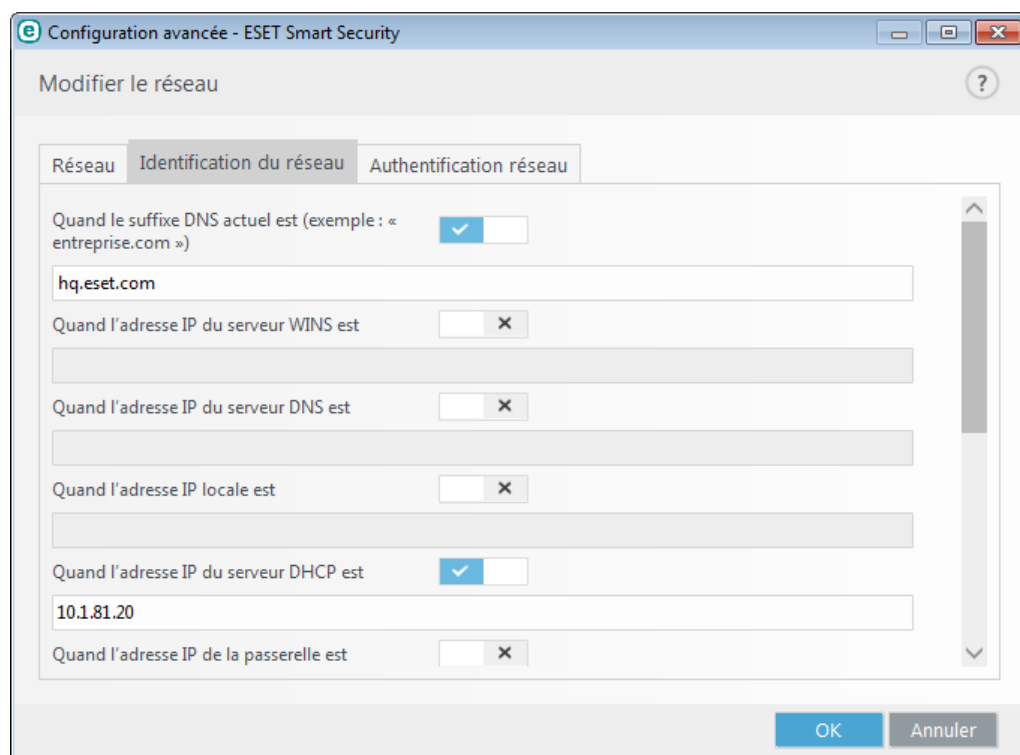 Configuration avancée - ESET Smart Security
Modifier le réseau
?
Réseau
Identification du réseau
Authentification réseau
Quand le suffixe DNS actuel est (exemple : «
entreprise.com »)
hq.eset.com
Quand l'adresse IP du serveur WINS est
Quand l'adresse IP du serveur DNS est
Quand l'adresse IP locale est
Quand l'adresse IP du serveur DHCP est
10.1.81.20
Quand l'adresse IP de la passerelle est
OK
Annuler